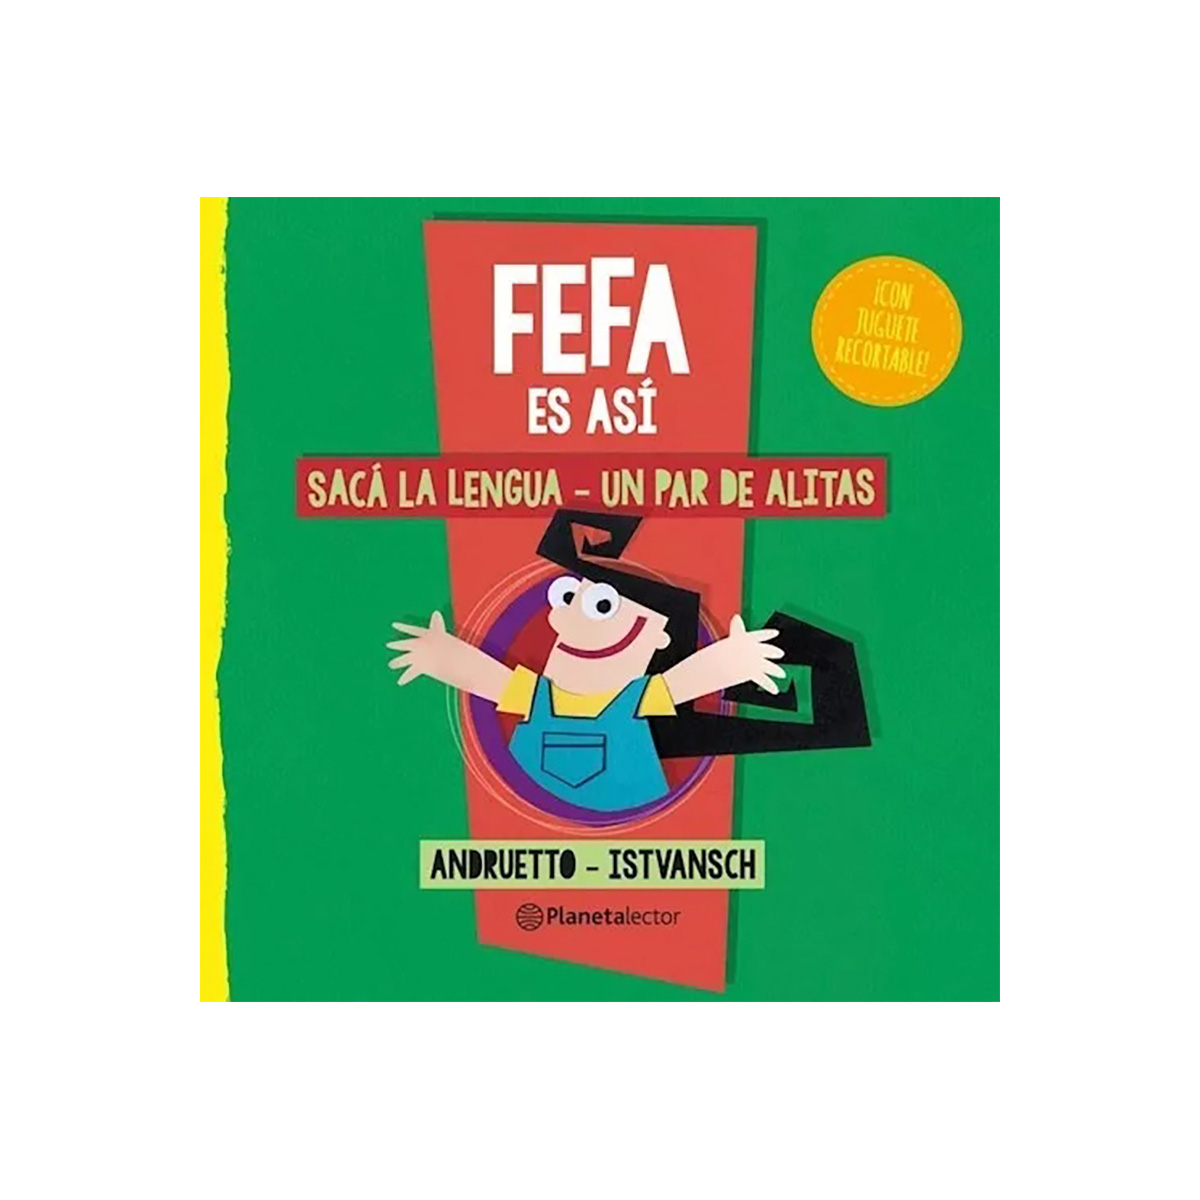 FEFA
ES ASÍ
¡CON
JUGUETE
RECORTABLE!
SACÁ LA LENGUA - UN PAR DE ALITAS
ANDRUETTO - ISTVANSCH
Planetalector